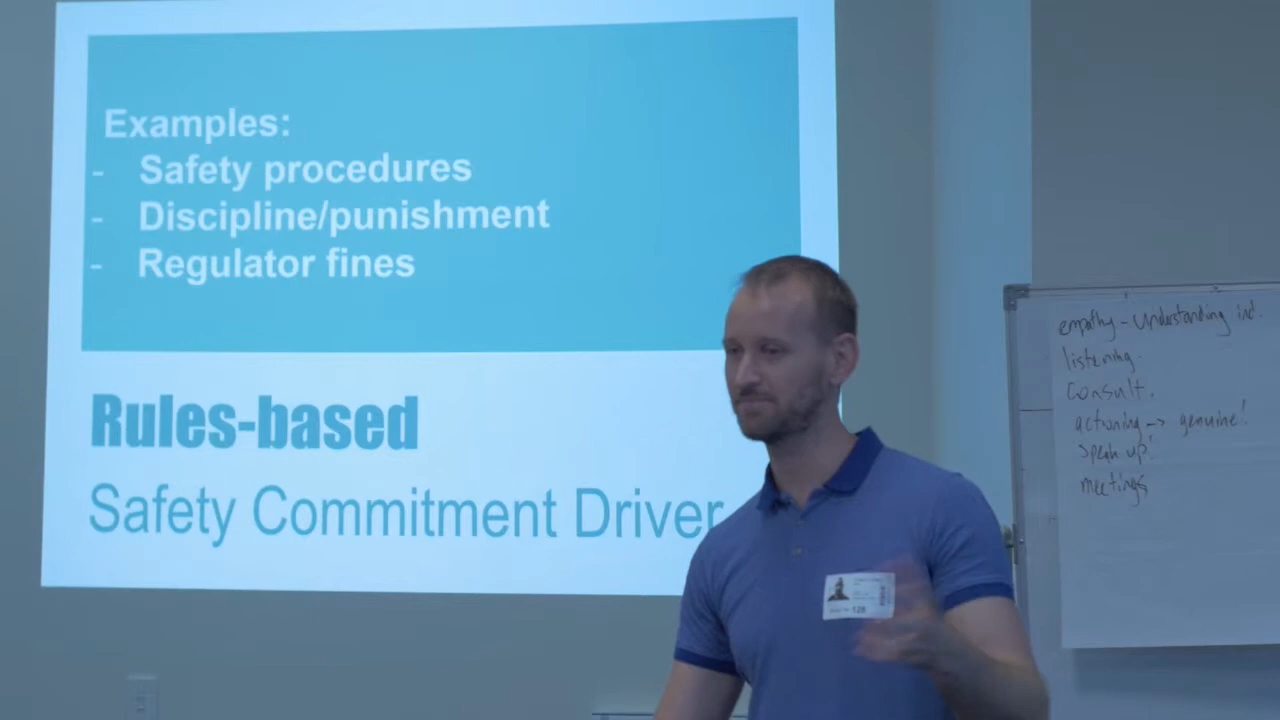 Examples:
- Safety procedures
- Discipline/punishment
- Regulator fines
Rules-based
Safety Commitment Driver
empathy - understanding ind.
listening.
Consult.
actioning -> genuine!
Speak up!
meetings
128